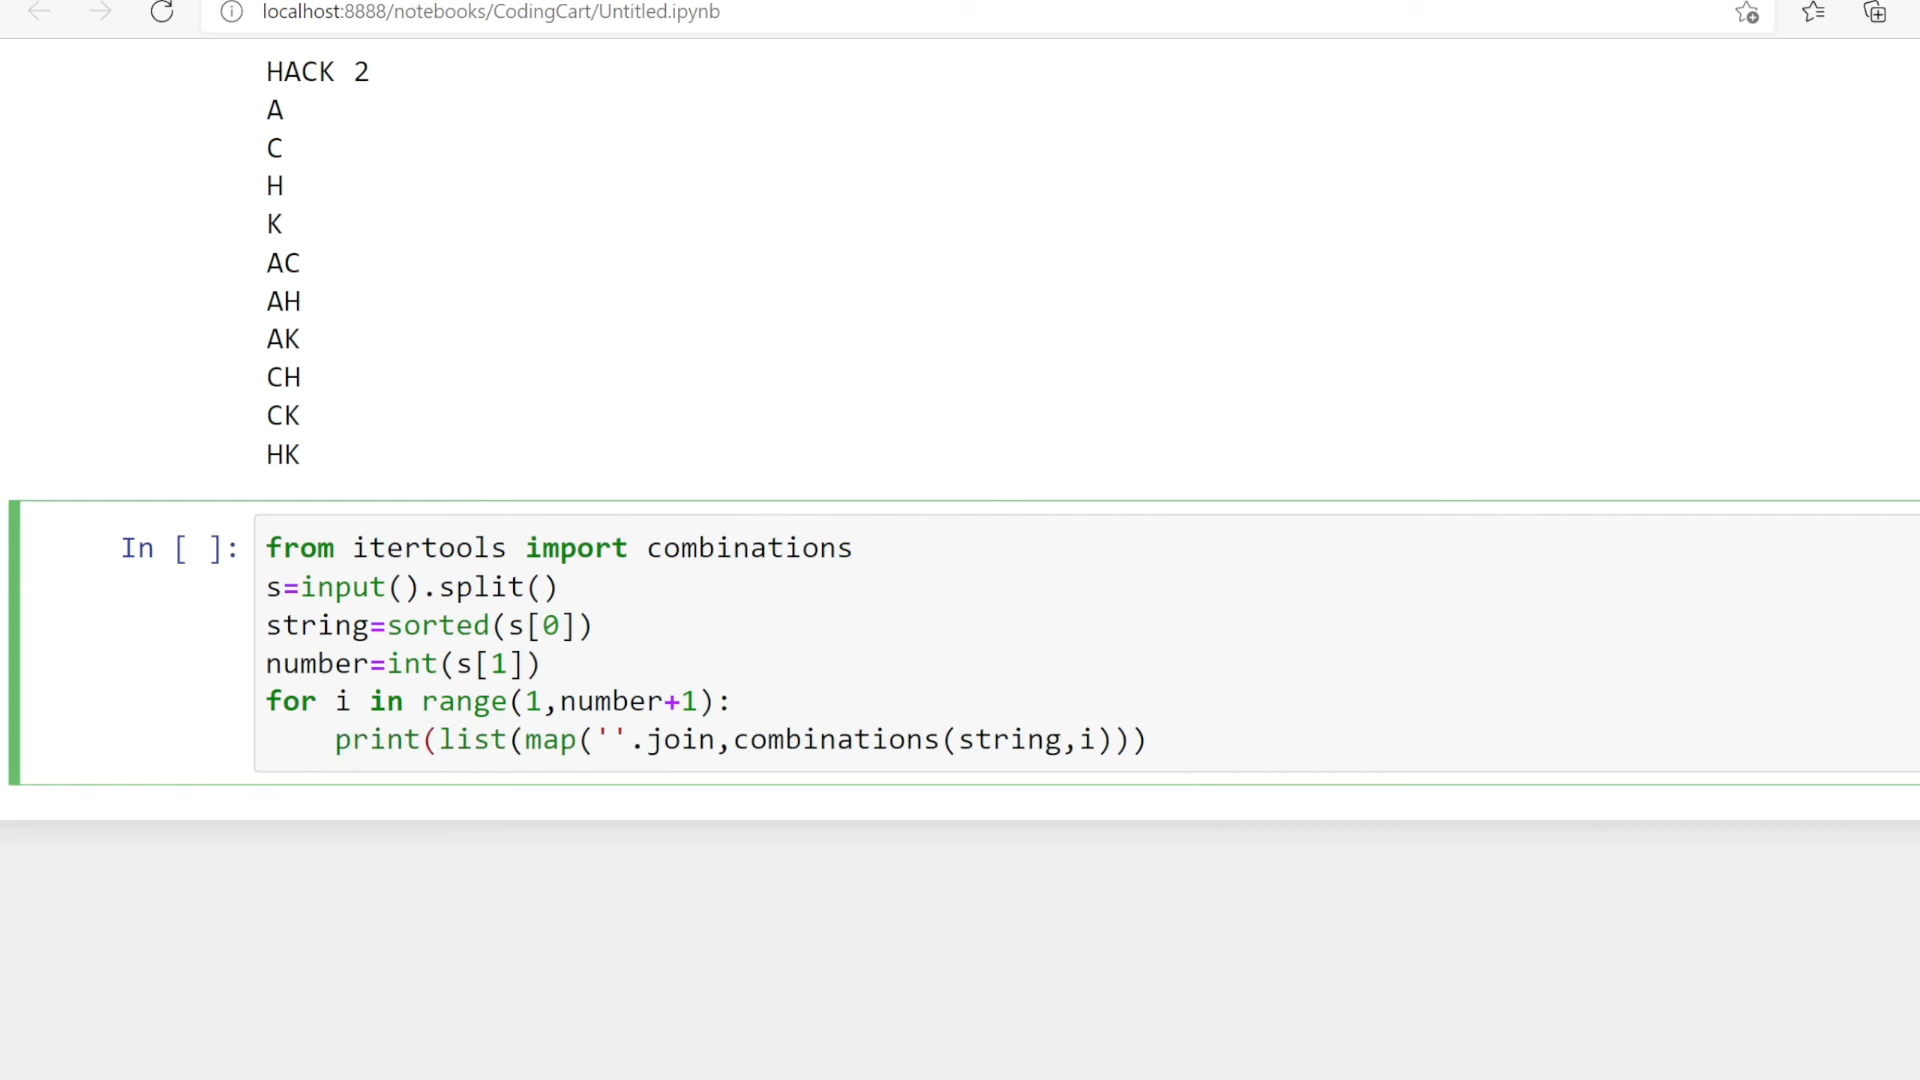 localhost:8888/notebooks/CodingCart/Untitled.ipynb
HACK 2
A
C
H
K
AC
AH
AK
CH
CK
HK
In [ ]: from itertools import combinations
s=input().split()
string=sorted(s[0])
number=int(s[1])
for i in range(1,number+1):
    print(list(map(''.join,combinations(string,i)))